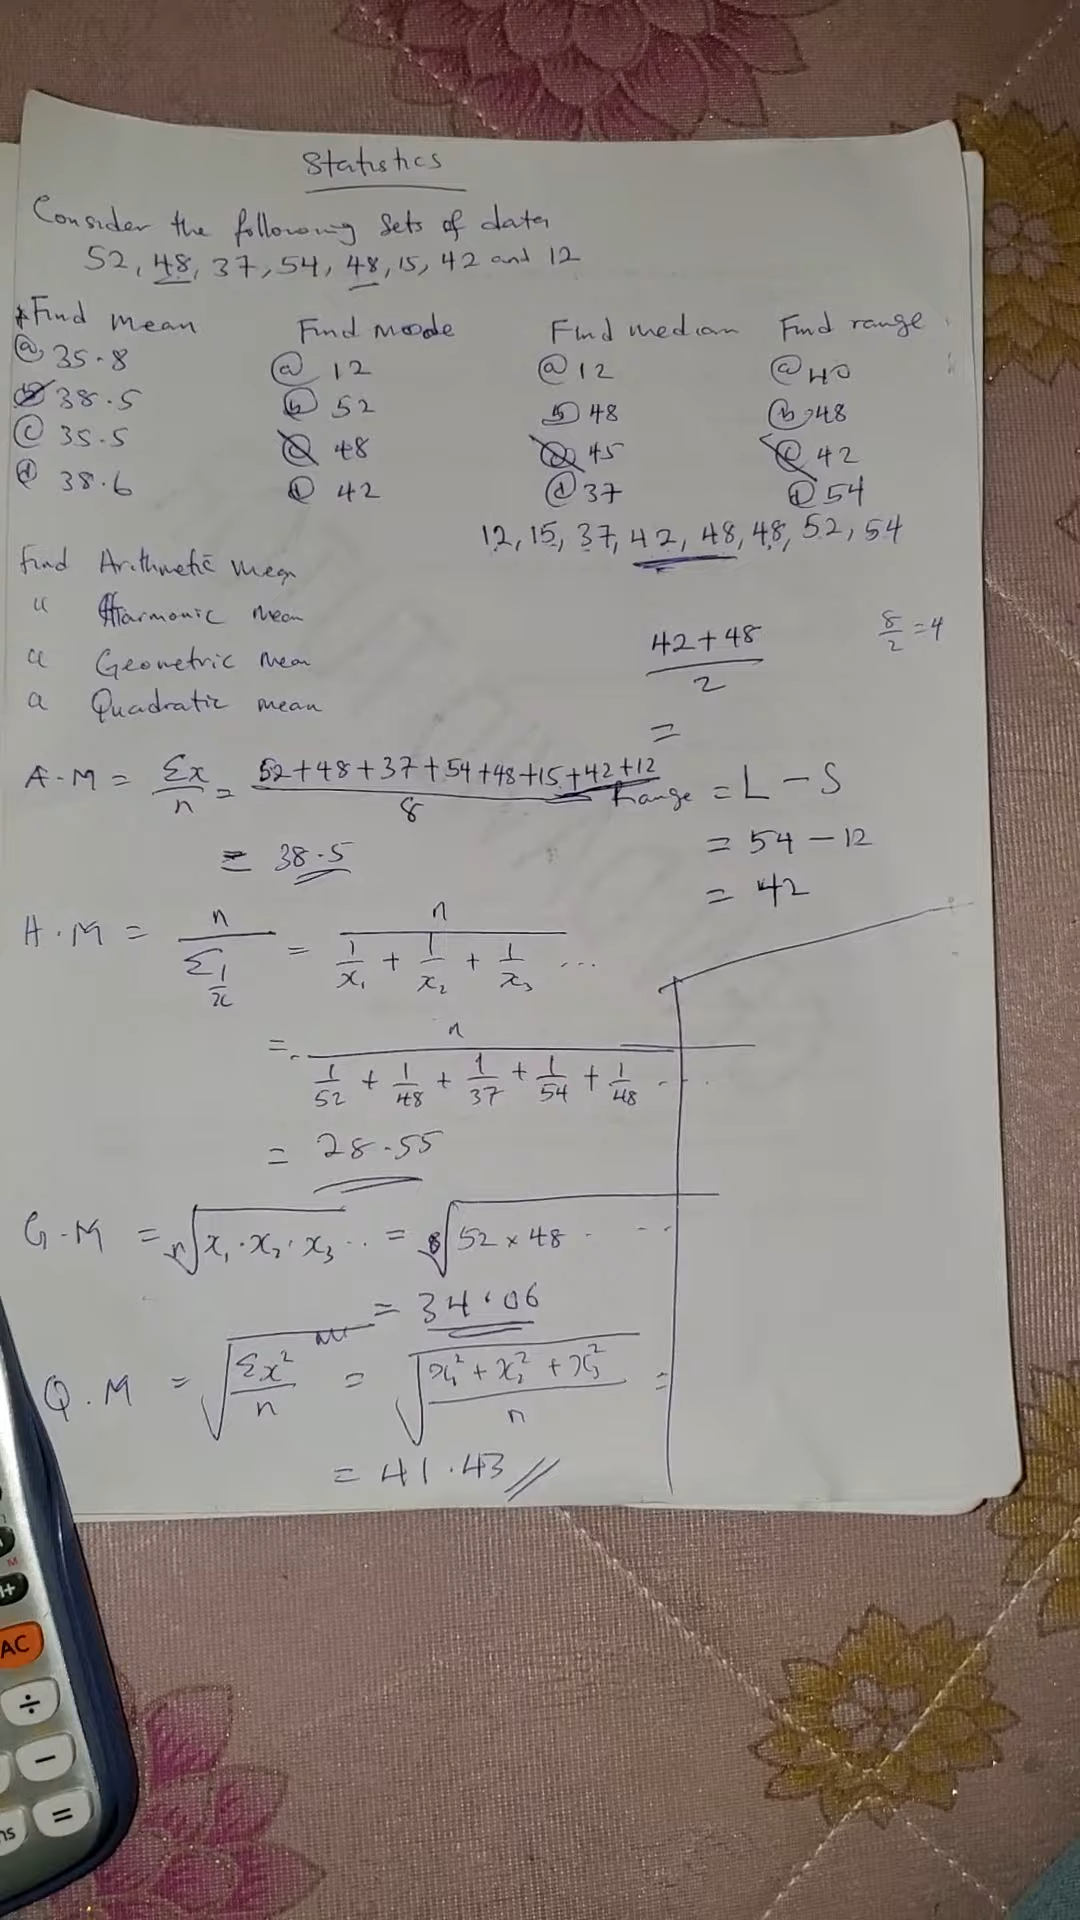 Statistics
Consider the following sets of data
52, 48, 37, 54, 48, 15, 42 and 12
*Find mean
(a) 35.8
(b) 38.5
(c) 35.5
(d) 38.6
Find mode
(a) 12
(b) 52
(c) 48
(d) 42
Find median
(a) 12
(b) 48
(c) 45
(d) 37
Find range
(a) 40
(b) 48
(c) 42
(d) 54
12, 15, 37, 42, 48, 48, 52, 54
find Arithmetic mean
" Harmonic mean
" Geometric mean
" Quadratic mean
42+48
2
=
8/2 = 4
A.M = Σx/n = 52+48+37+54+48+15+42+12 / 8
= 38.5
Range = L − S
= 54 − 12
= 42
H.M = n / Σ 1/x = n / 1/x₁ + 1/x₂ + 1/x₃ ...
= n / 1/52 + 1/48 + 1/37 + 1/54 + 1/48 ...
= 28.55
G.M = ⁿ√x₁.x₂.x₃.. = ⁸√52 × 48 ...
= 34.06
Q.M = √Σx²/n = √x₁² + x₂² + x₃² / n =
= 41.43 //
AC
÷
−
=